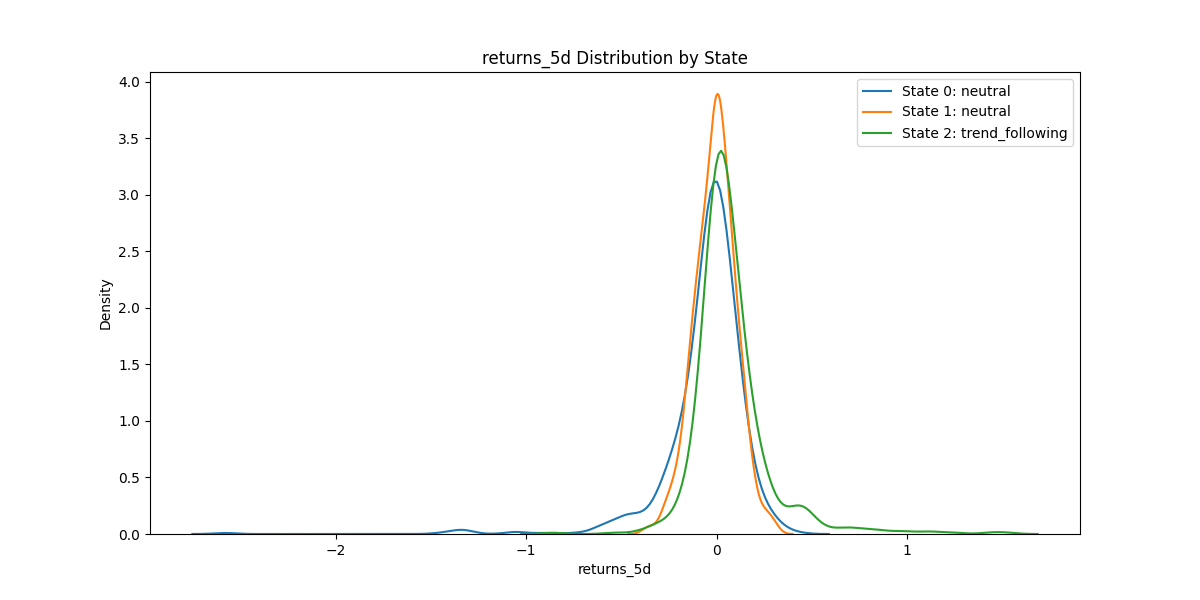 returns_5d Distribution by State
State 0: neutral
State 1: neutral
State 2: trend_following
Density
4.0
3.5
3.0
2.5
2.0
1.5
1.0
0.5
0.0
−2
−1
0
1
returns_5d